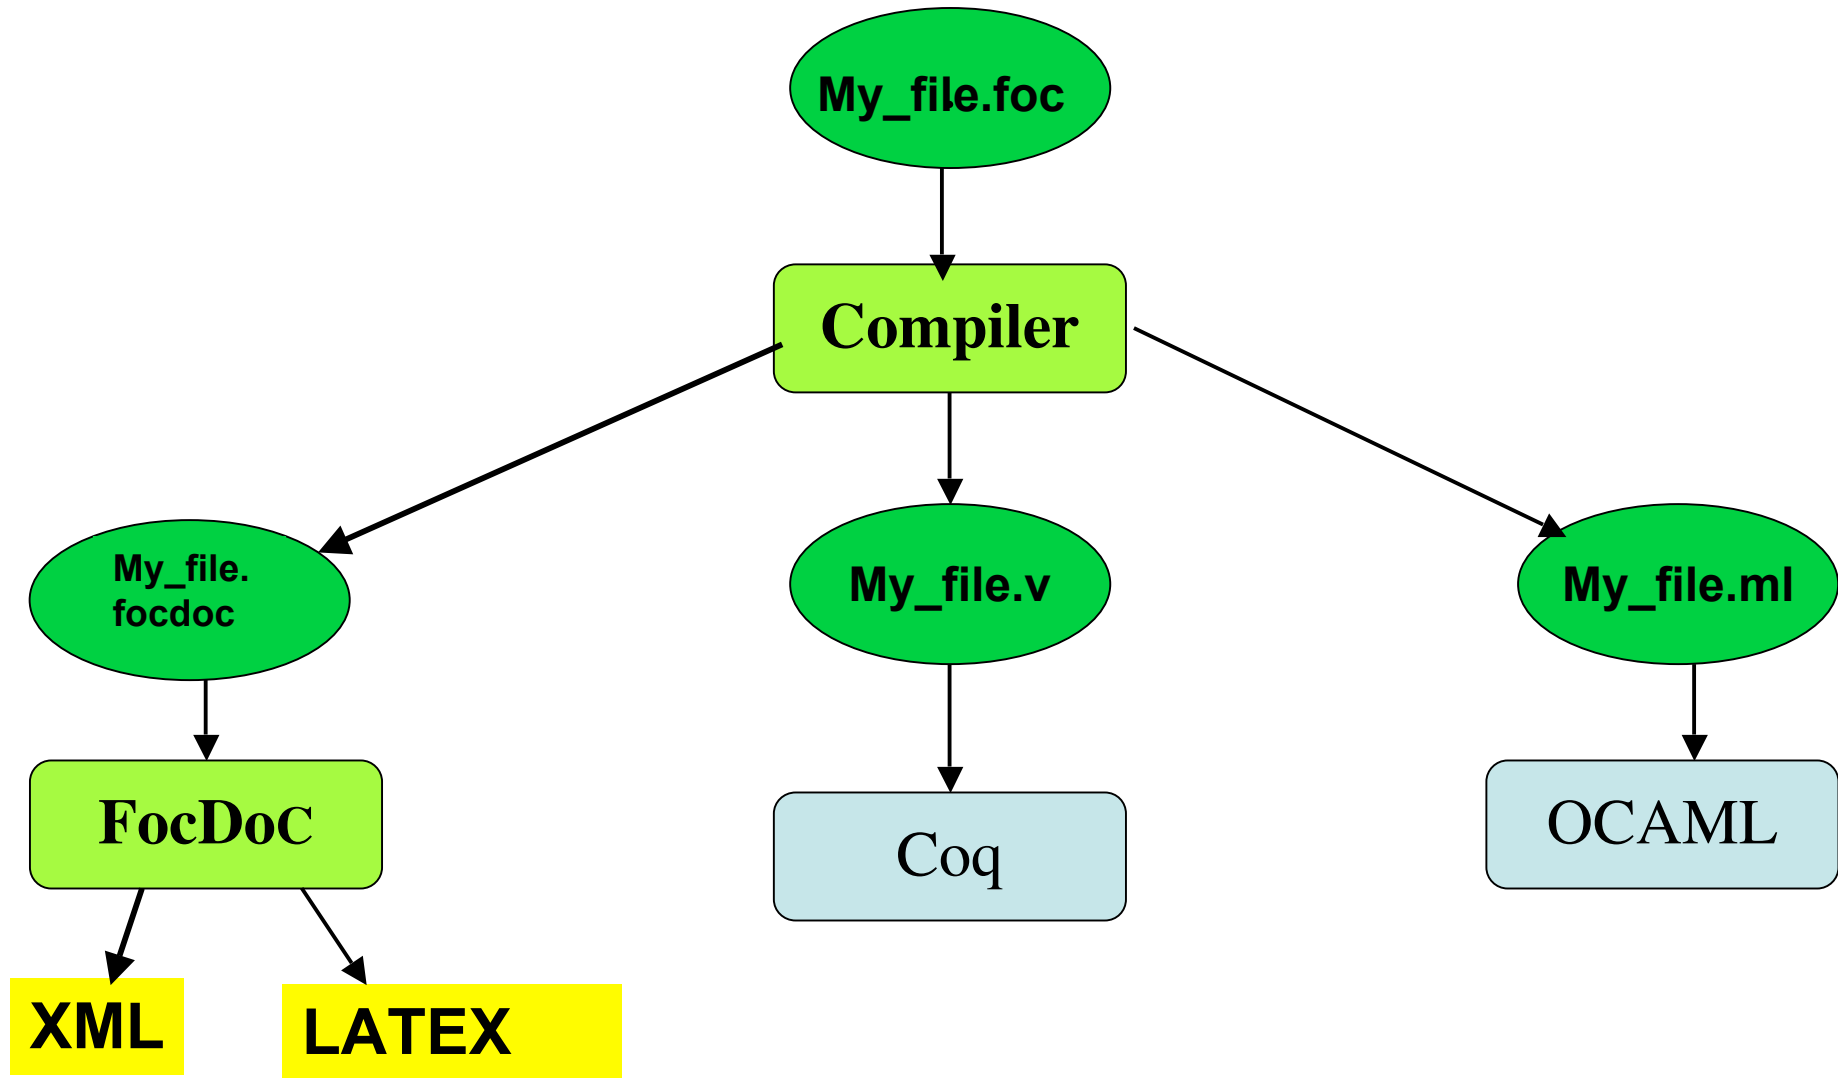 My_file.foc
Compiler
My_file.
focdoc
My_file.v
My_file.ml
FOCDOC
Coq
OCAML
XML
LATEX